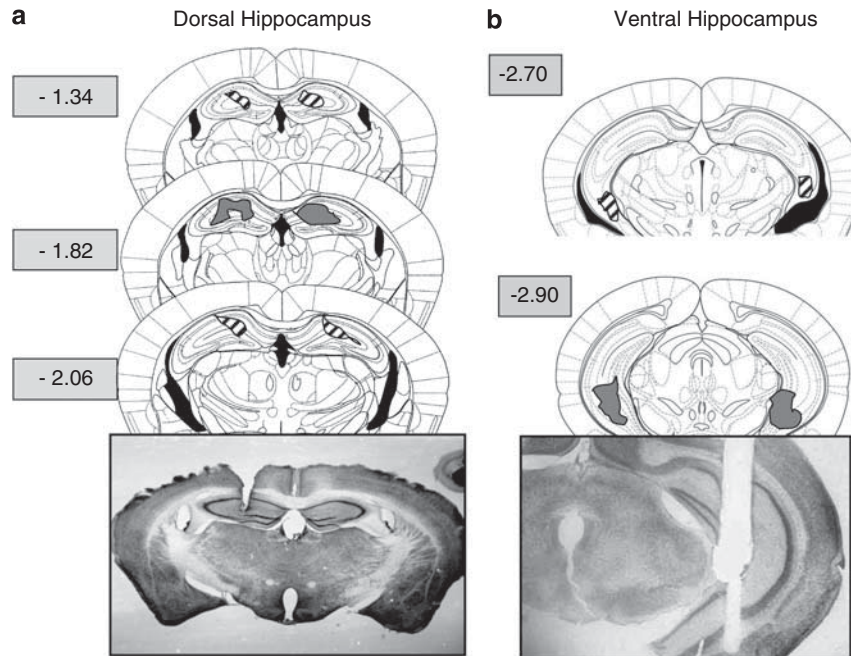 a
Dorsal Hippocampus
- 1.34
- 1.82
- 2.06
b
Ventral Hippocampus
-2.70
-2.90